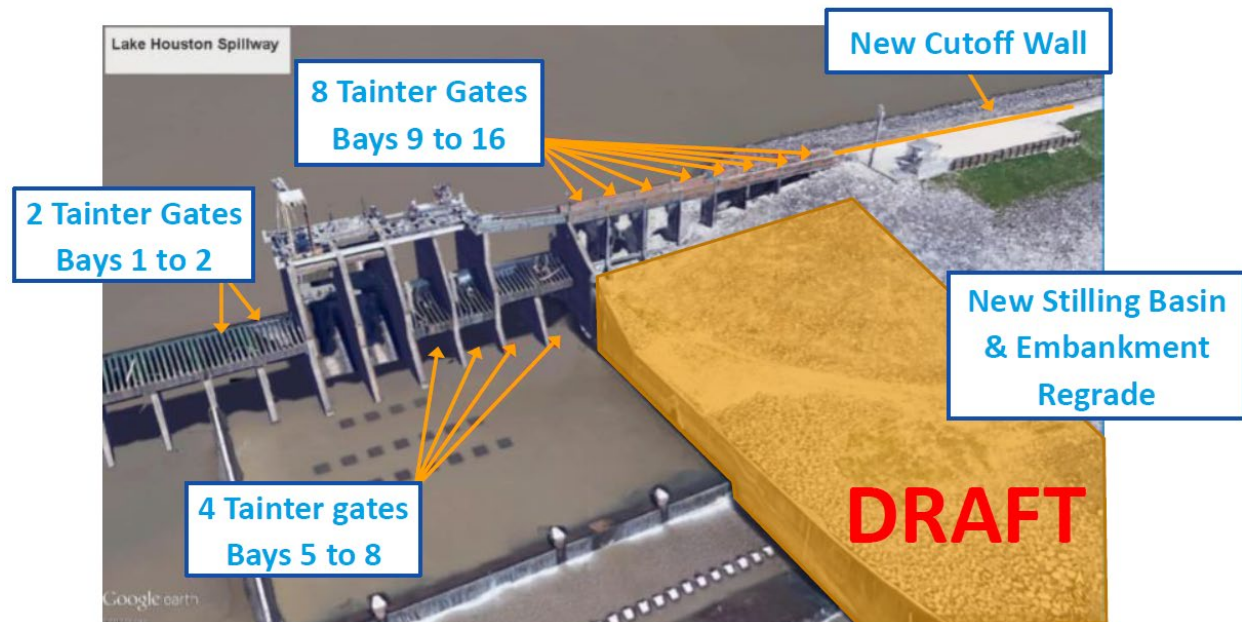 Lake Houston Spillway
New Cutoff Wall
8 Tainter Gates
Bays 9 to 16
2 Tainter Gates
Bays 1 to 2
New Stilling Basin
& Embankment
Regrade
4 Tainter gates
Bays 5 to 8
DRAFT
Google earth